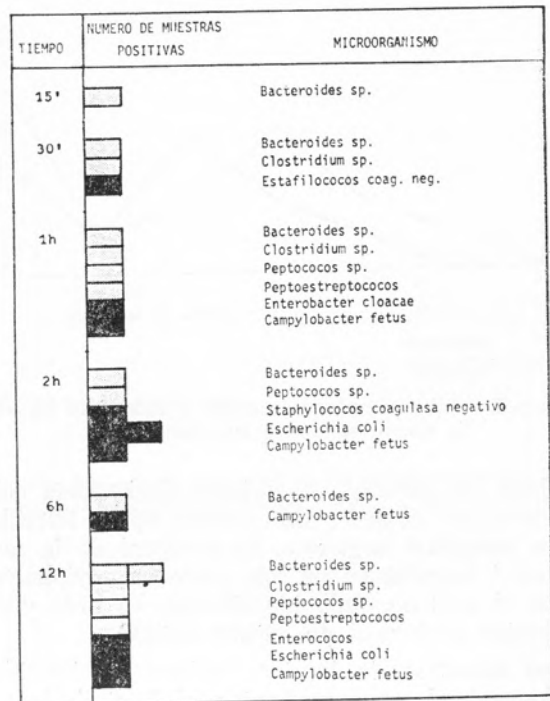 NUMERO DE MUESTRAS
TIEMPO POSITIVAS MICROORGANISMO
15' Bacteroides sp.
30' Bacteroides sp.
Clostridium sp.
Estafilococos coag. neg.
1h Bacteroides sp.
Clostridium sp.
Peptococos sp.
Peptoestreptococos
Enterobacter cloacae
Campylobacter fetus
2h Bacteroides sp.
Peptococos sp.
Staphylococos coagulasa negativo
Escherichia coli
Campylobacter fetus
6h Bacteroides sp.
Campylobacter fetus
12h Bacteroides sp.
Clostridium sp.
Peptococos sp.
Peptoestreptococos
Enterococos
Escherichia coli
Campylobacter fetus